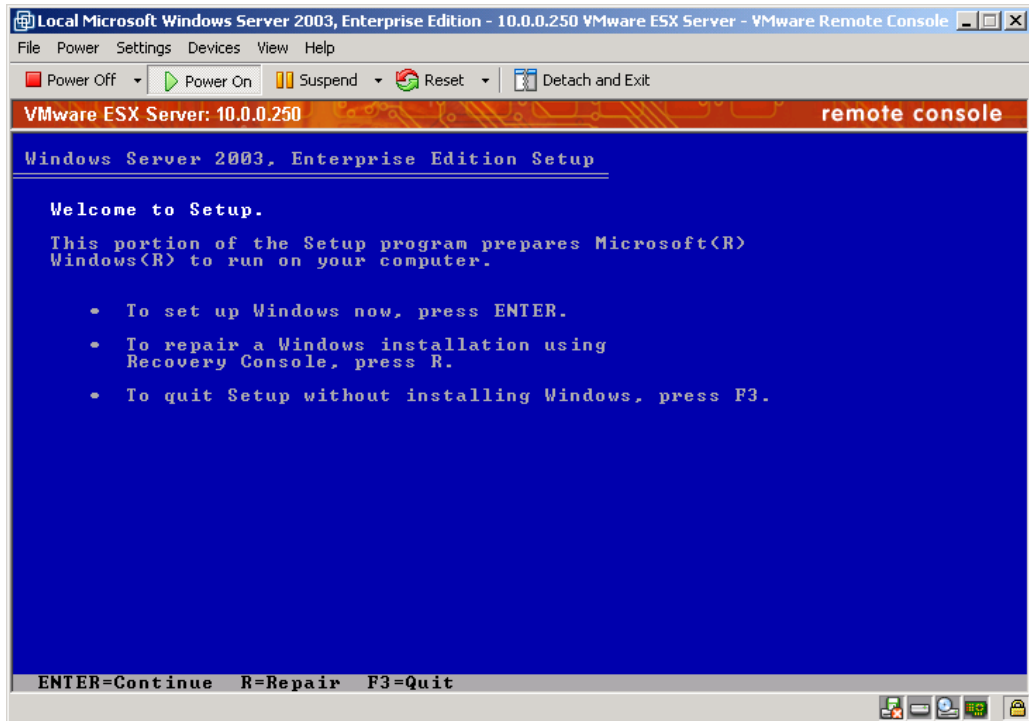 Local Microsoft Windows Server 2003, Enterprise Edition - 10.0.0.250 VMware ESX Server - VMware Remote Console
File Power Settings Devices View Help
Power Off Power On Suspend Reset Detach and Exit
VMware ESX Server: 10.0.0.250 remote console
Windows Server 2003, Enterprise Edition Setup
Welcome to Setup.
This portion of the Setup program prepares Microsoft(R)
Windows(R) to run on your computer.
• To set up Windows now, press ENTER.
• To repair a Windows installation using
Recovery Console, press R.
• To quit Setup without installing Windows, press F3.
ENTER=Continue R=Repair F3=Quit